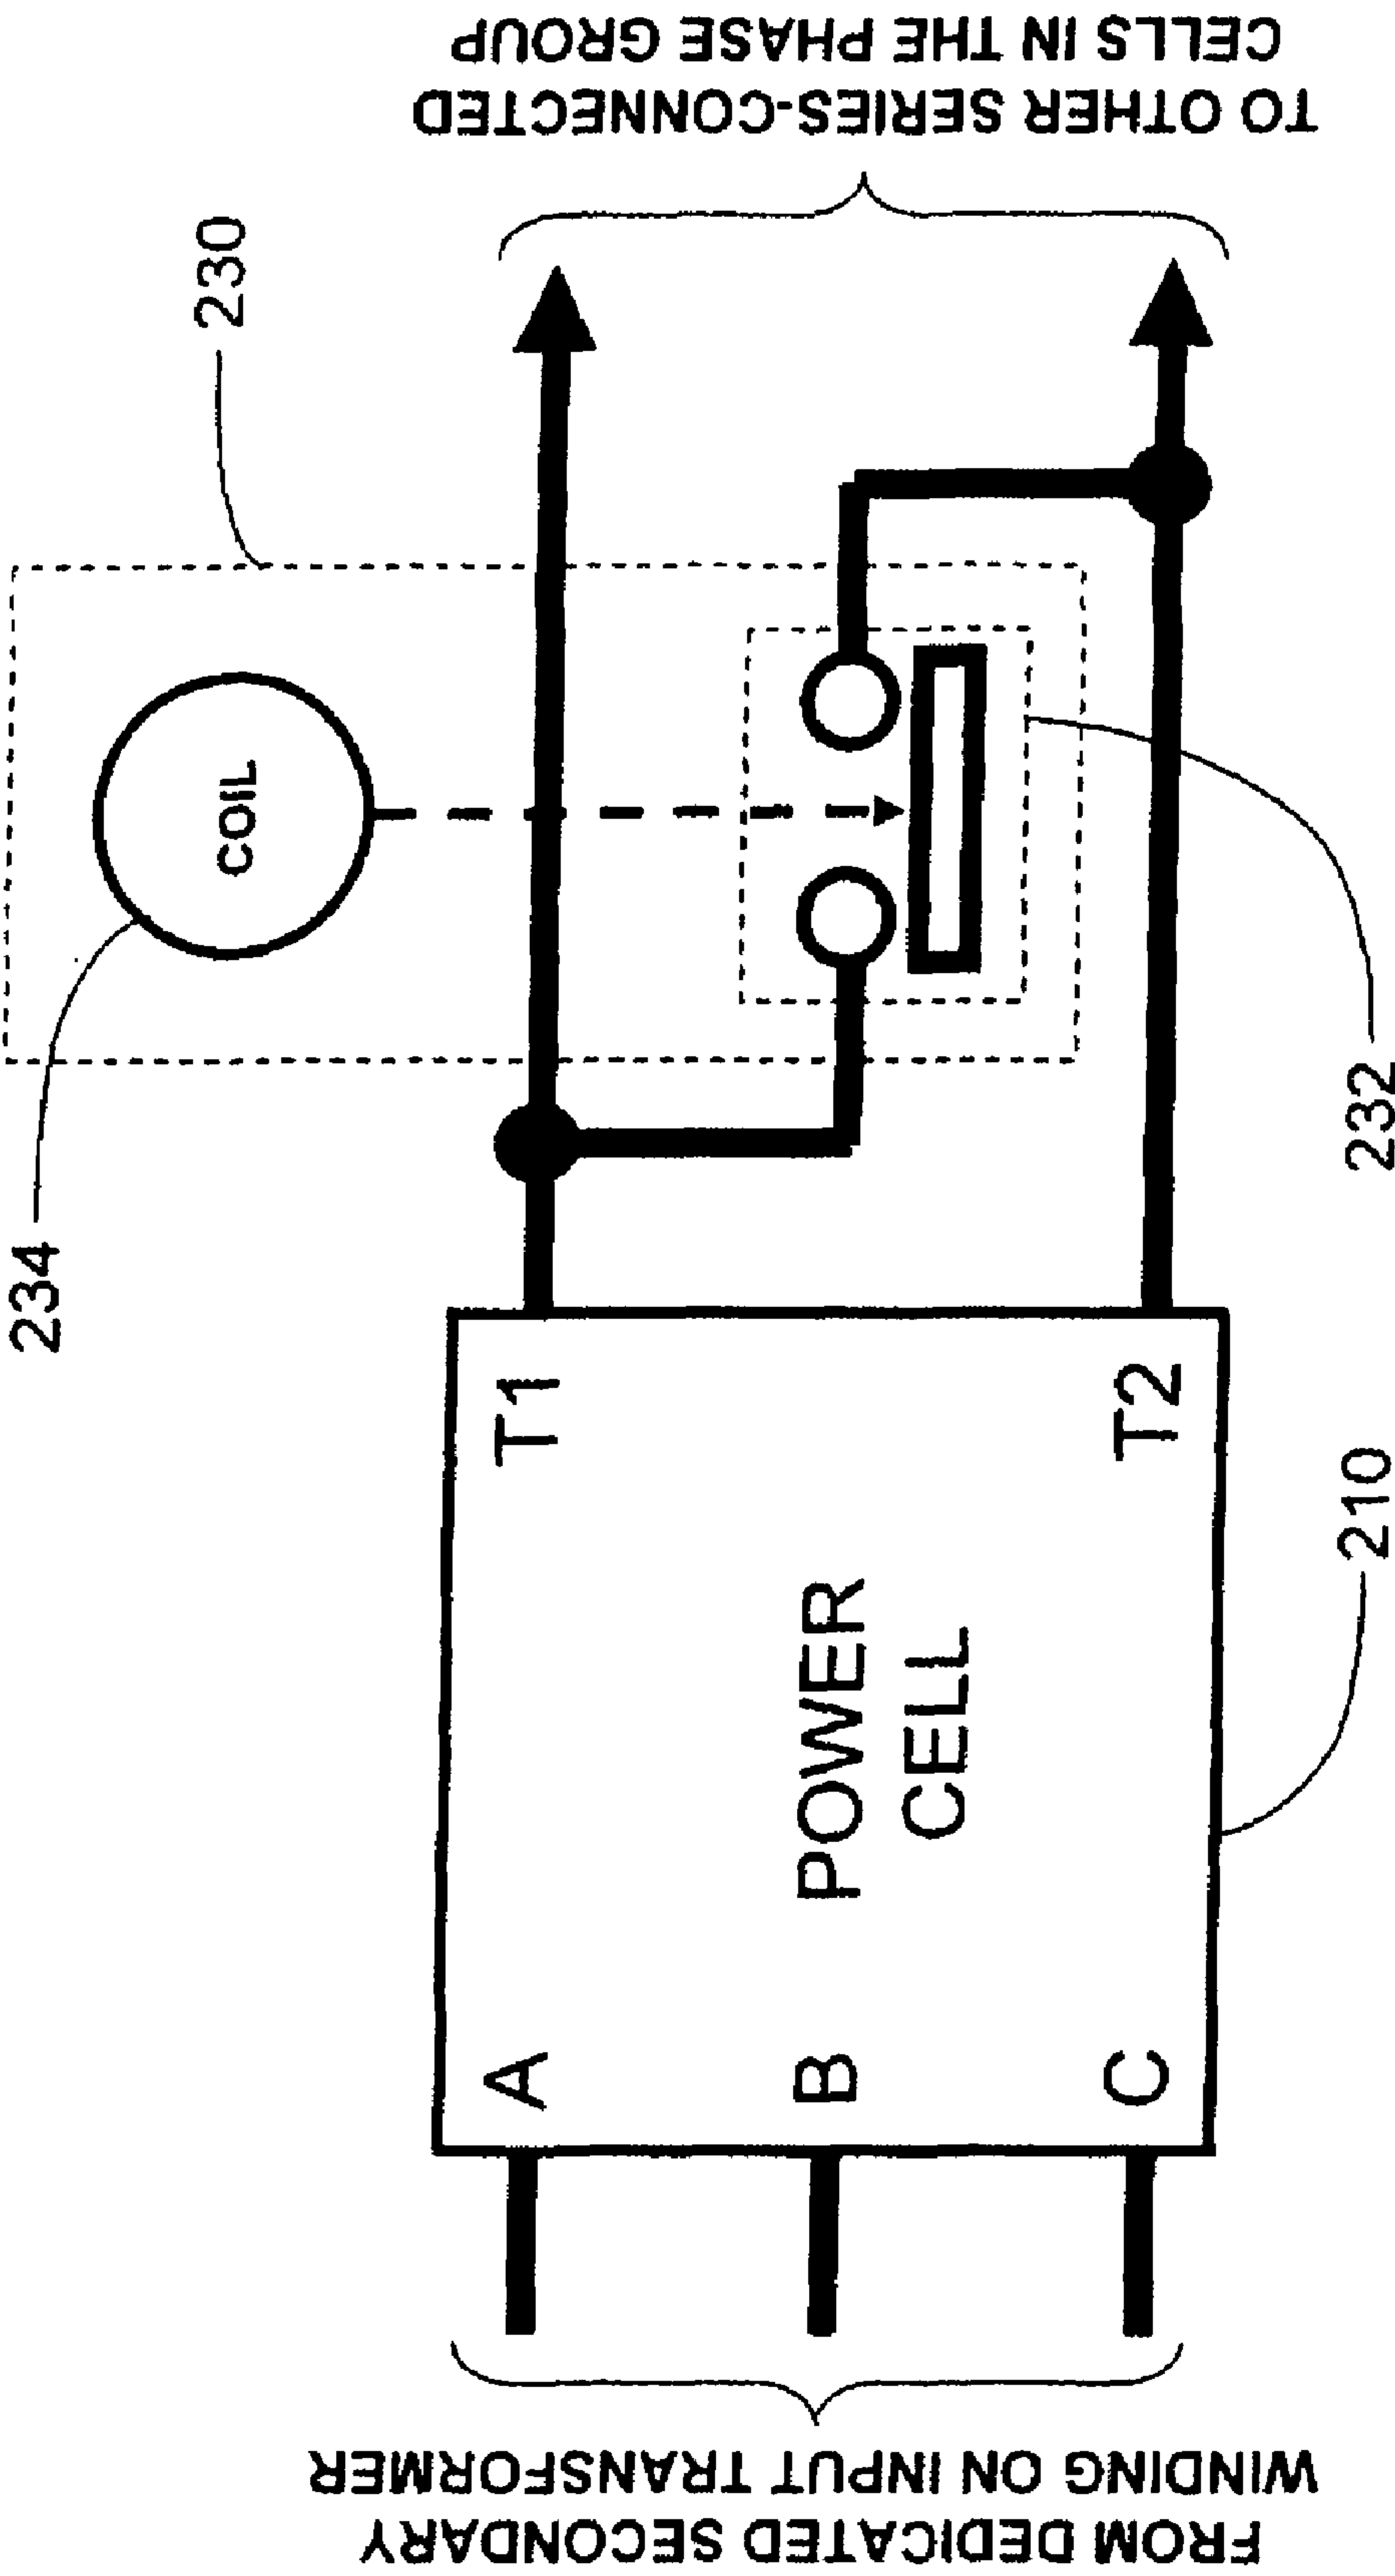 TO OTHER SERIES-CONNECTED
CELLS IN THE PHASE GROUP
230
COIL
234
232
T1
T2
POWER
CELL
210
A
B
C
FROM DEDICATED SECONDARY
WINDING ON INPUT TRANSFORMER